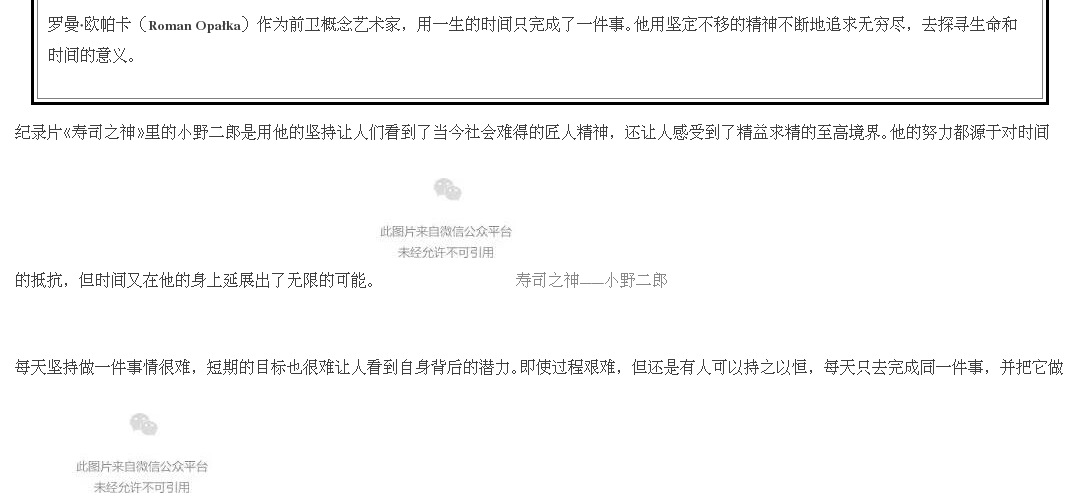 罗曼·欧帕卡（Roman Opałka）作为前卫概念艺术家，用一生的时间只完成了一件事。他用坚定不移的精神不断地追求无穷尽，去探寻生命和
时间的意义。
纪录片《寿司之神》里的小野二郎是用他的坚持让人们看到了当今社会难得的匠人精神，还让人感受到了精益求精的至高境界。他的努力都源于对时间
此图片来自微信公众平台
未经允许不可引用
的抵抗，但时间又在他的身上延展出了无限的可能。
寿司之神——小野二郎
每天坚持做一件事情很难，短期的目标也很难让人看到自身背后的潜力。即使过程艰难，但还是有人可以持之以恒，每天只去完成同一件事，并把它做
此图片来自微信公众平台
未经允许不可引用